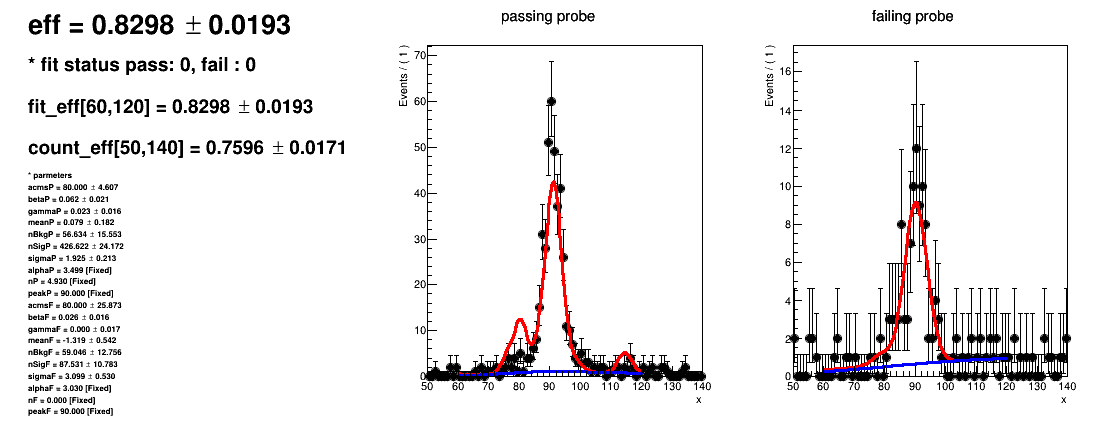 eff = 0.8298 ± 0.0193
* fit status pass: 0, fail : 0
fit_eff[60,120] = 0.8298 ± 0.0193
count_eff[50,140] = 0.7596 ± 0.0171
* parmeters
acmsP = 80.000 ± 4.607
betaP = 0.062 ± 0.021
gammaP = 0.023 ± 0.016
meanP = 0.079 ± 0.182
nBkgP = 56.634 ± 15.553
nSigP = 426.622 ± 24.172
sigmaP = 1.925 ± 0.213
alphaP = 3.499 [Fixed]
nP = 4.930 [Fixed]
peakP = 90.000 [Fixed]
acmsF = 80.000 ± 25.873
betaF = 0.026 ± 0.016
gammaF = 0.000 ± 0.017
meanF = -1.319 ± 0.542
nBkgF = 59.046 ± 12.756
nSigF = 87.531 ± 10.783
sigmaF = 3.099 ± 0.530
alphaF = 3.030 [Fixed]
nF = 0.000 [Fixed]
peakF = 90.000 [Fixed]
passing probe
Events / ( 1 )
70
60
50
40
30
20
10
0
50 60 70 80 90 100 110 120 130 140
x
failing probe
Events / ( 1 )
16
14
12
10
8
6
4
2
0
50 60 70 80 90 100 110 120 130 140
x